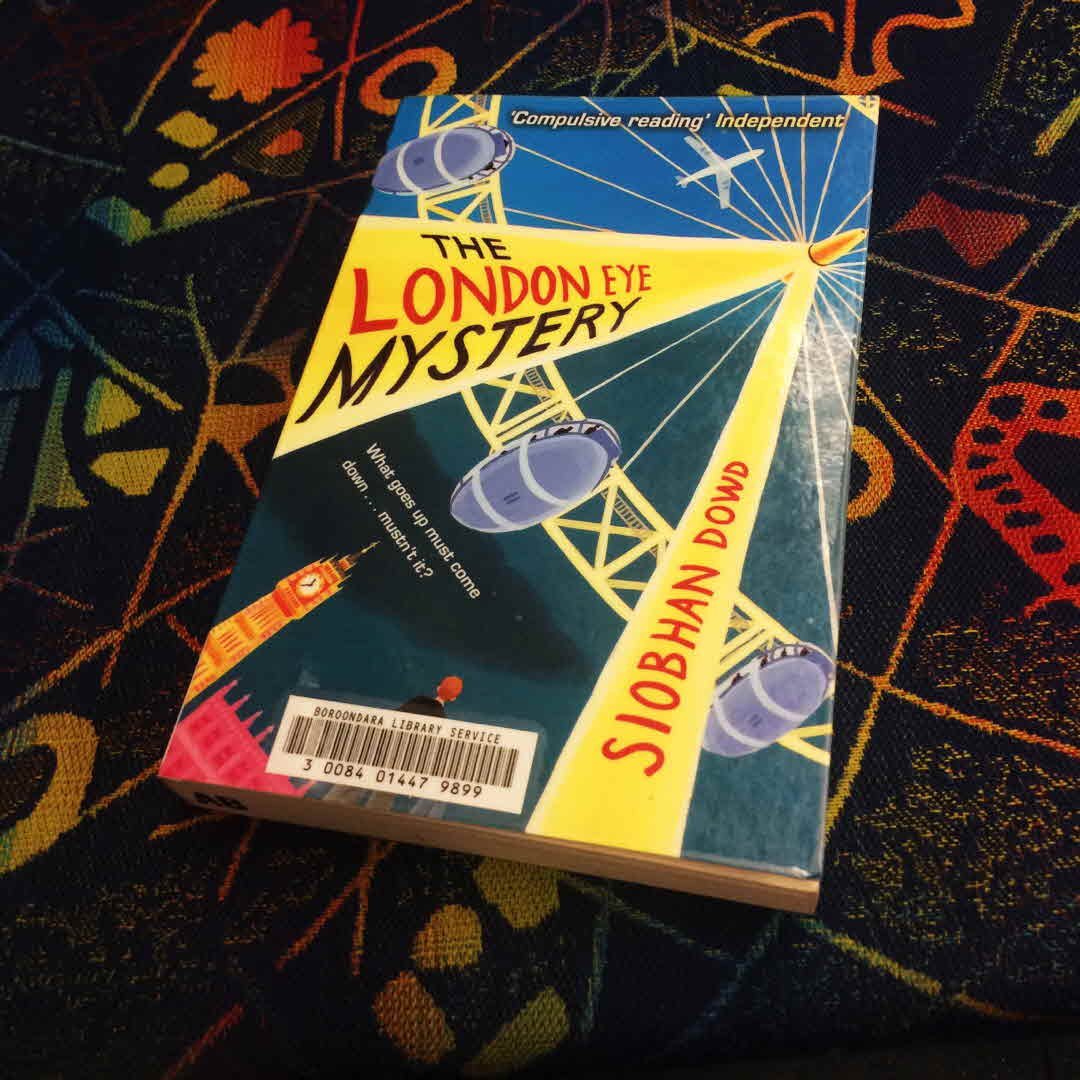 'Compulsive reading' Independent
THE
LONDON EYE
MYSTERY
What goes up must come
down... mustn't it?
SIOBHAN DOWD
BOROONDARA LIBRARY SERVICE
3 0084 01447 9899
AB